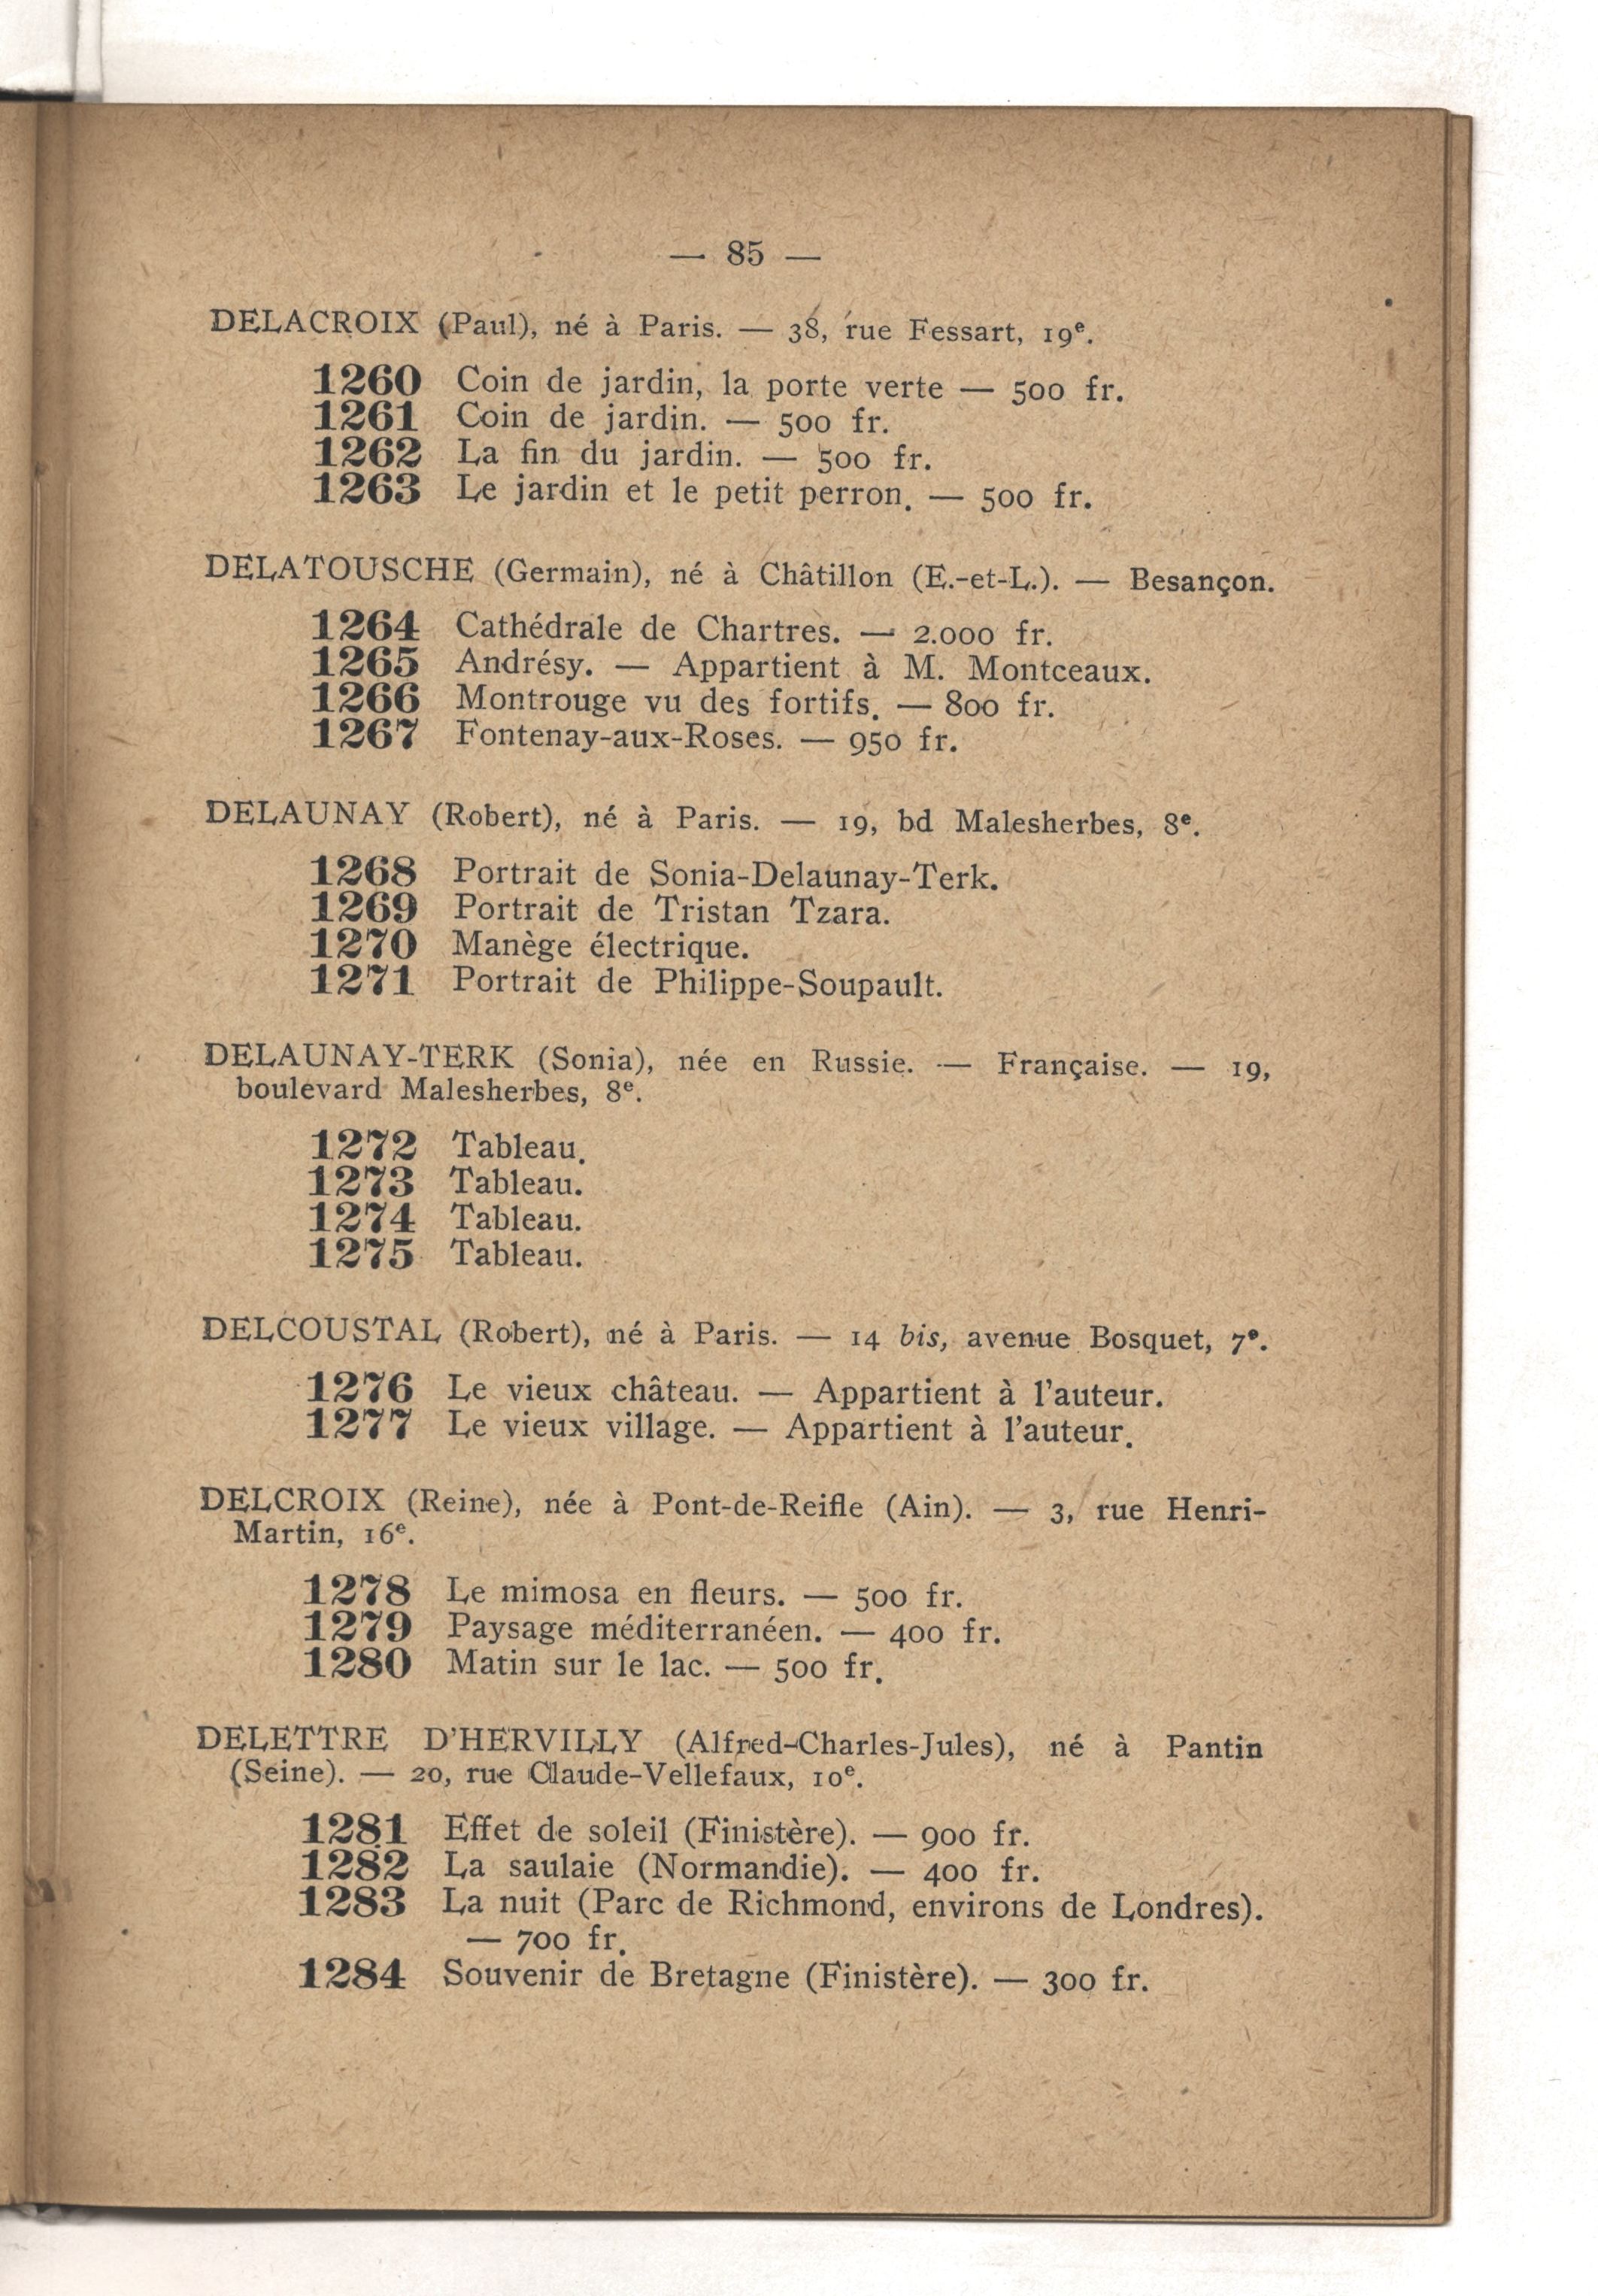 — 85 —
DELACROIX (Paul), né à Paris. — 38, rue Fessart, 19e.
1260 Coin de jardin, la porte verte — 500 fr.
1261 Coin de jardin. — 500 fr.
1262 La fin du jardin. — 500 fr.
1263 Le jardin et le petit perron. — 500 fr.
DELATOUSCHE (Germain), né à Châtillon (E.-et-L.). — Besançon.
1264 Cathédrale de Chartres. — 2.000 fr.
1265 Andrésy. — Appartient à M. Montceaux.
1266 Montrouge vu des fortifs. — 800 fr.
1267 Fontenay-aux-Roses. — 950 fr.
DELAUNAY (Robert), né à Paris. — 19, bd Malesherbes, 8e.
1268 Portrait de Sonia-Delaunay-Terk.
1269 Portrait de Tristan Tzara.
1270 Manège électrique.
1271 Portrait de Philippe-Soupault.
DELAUNAY-TERK (Sonia), née en Russie. — Française. — 19,
boulevard Malesherbes, 8e.
1272 Tableau.
1273 Tableau.
1274 Tableau.
1275 Tableau.
DELCOUSTAL (Robert), né à Paris. — 14 bis, avenue Bosquet, 7e.
1276 Le vieux château. — Appartient à l'auteur.
1277 Le vieux village. — Appartient à l'auteur.
DELCROIX (Reine), née à Pont-de-Reifle (Ain). — 3, rue Henri-
Martin, 16e.
1278 Le mimosa en fleurs. — 500 fr.
1279 Paysage méditerranéen. — 400 fr.
1280 Matin sur le lac. — 500 fr.
DELETTRE D'HERVILLY (Alfred-Charles-Jules), né à Pantin
(Seine). — 20, rue Claude-Vellefaux, 10e.
1281 Effet de soleil (Finistère). — 900 fr.
1282 La saulaie (Normandie). — 400 fr.
1283 La nuit (Parc de Richmond, environs de Londres).
— 700 fr.
1284 Souvenir de Bretagne (Finistère). — 300 fr.